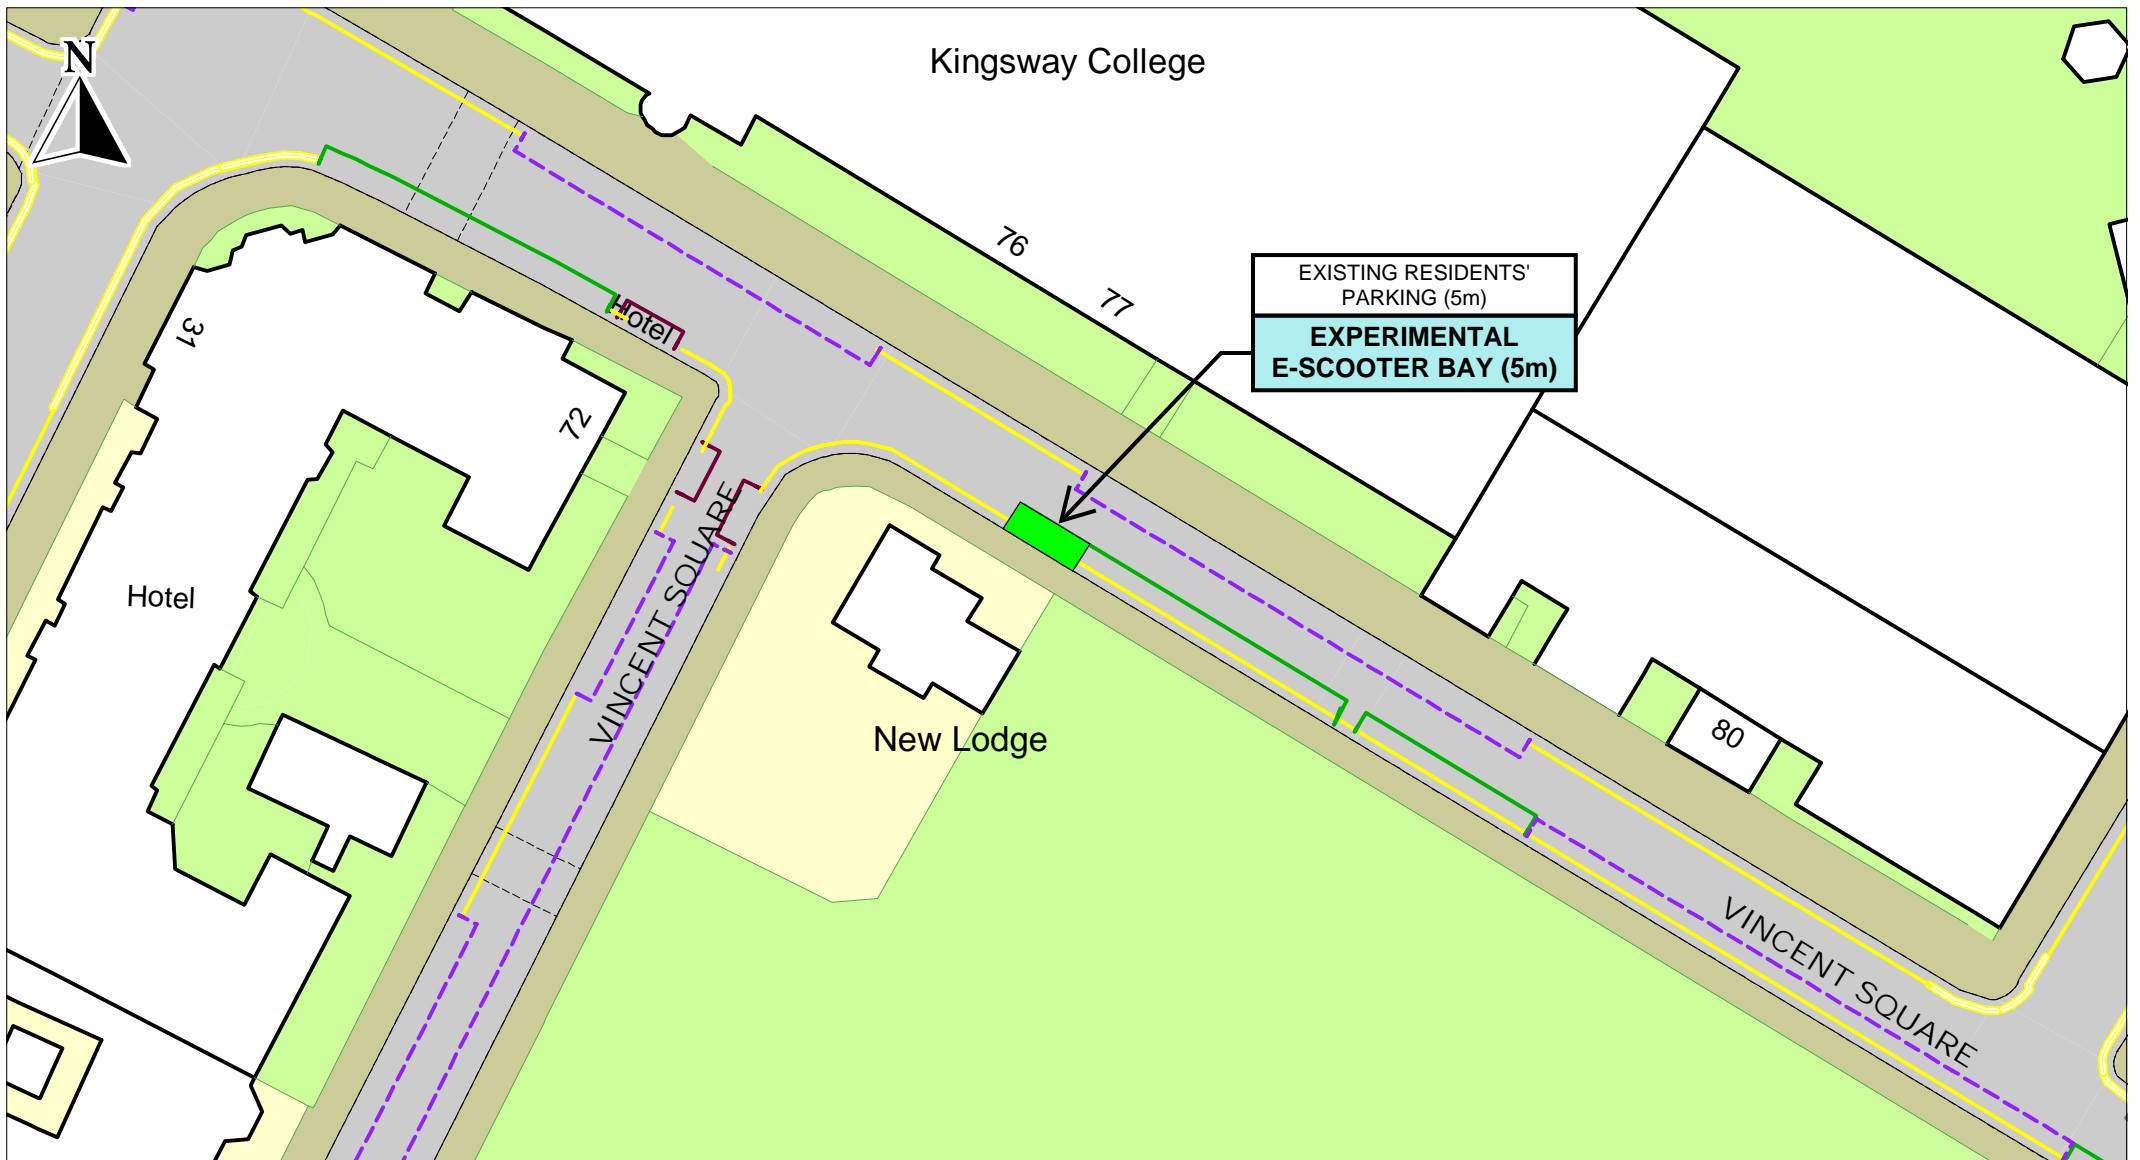 N
Kingsway College
76
77
EXISTING RESIDENTS'
PARKING (5m)
EXPERIMENTAL
E-SCOOTER BAY (5m)
31
Hotel
72
Hotel
VINCENT SQUARE
New Lodge
80
VINCENT SQUARE